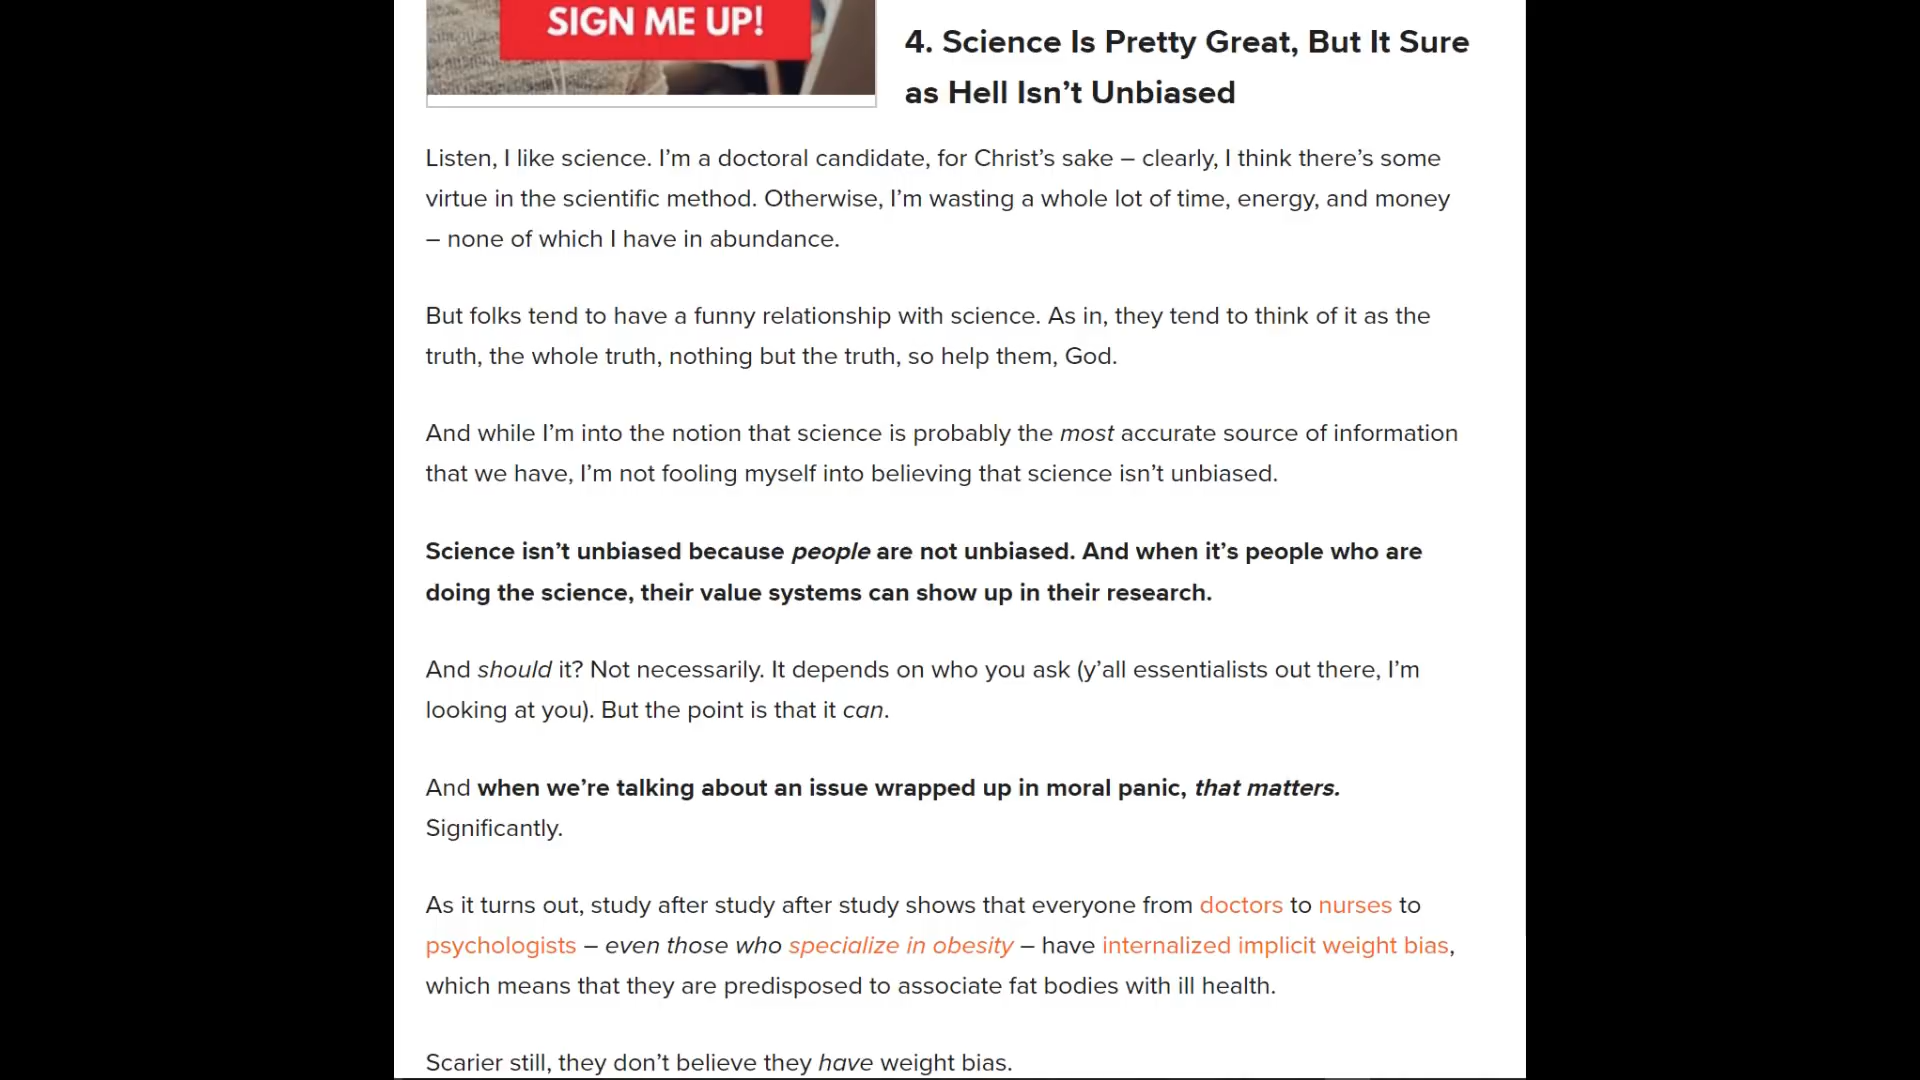 SIGN ME UP!
4. Science Is Pretty Great, But It Sure
as Hell Isn’t Unbiased
Listen, I like science. I’m a doctoral candidate, for Christ’s sake – clearly, I think there’s some
virtue in the scientific method. Otherwise, I’m wasting a whole lot of time, energy, and money
– none of which I have in abundance.
But folks tend to have a funny relationship with science. As in, they tend to think of it as the
truth, the whole truth, nothing but the truth, so help them, God.
And while I’m into the notion that science is probably the most accurate source of information
that we have, I’m not fooling myself into believing that science isn’t unbiased.
Science isn’t unbiased because people are not unbiased. And when it’s people who are
doing the science, their value systems can show up in their research.
And should it? Not necessarily. It depends on who you ask (y’all essentialists out there, I’m
looking at you). But the point is that it can.
And when we’re talking about an issue wrapped up in moral panic, that matters.
Significantly.
As it turns out, study after study after study shows that everyone from doctors to nurses to
psychologists – even those who specialize in obesity – have internalized implicit weight bias,
which means that they are predisposed to associate fat bodies with ill health.
Scarier still, they don’t believe they have weight bias.